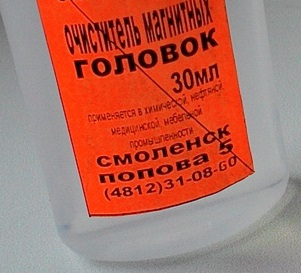 ОЧИСТИТЕЛЬ МАГНИТНЫХ
ГОЛОВОК
30МЛ
применяется в химической, нефтяной
медицинской, мебельной
промышленности
СМОЛЕНСК
ПОПОВА 5
(4812)31-08-60